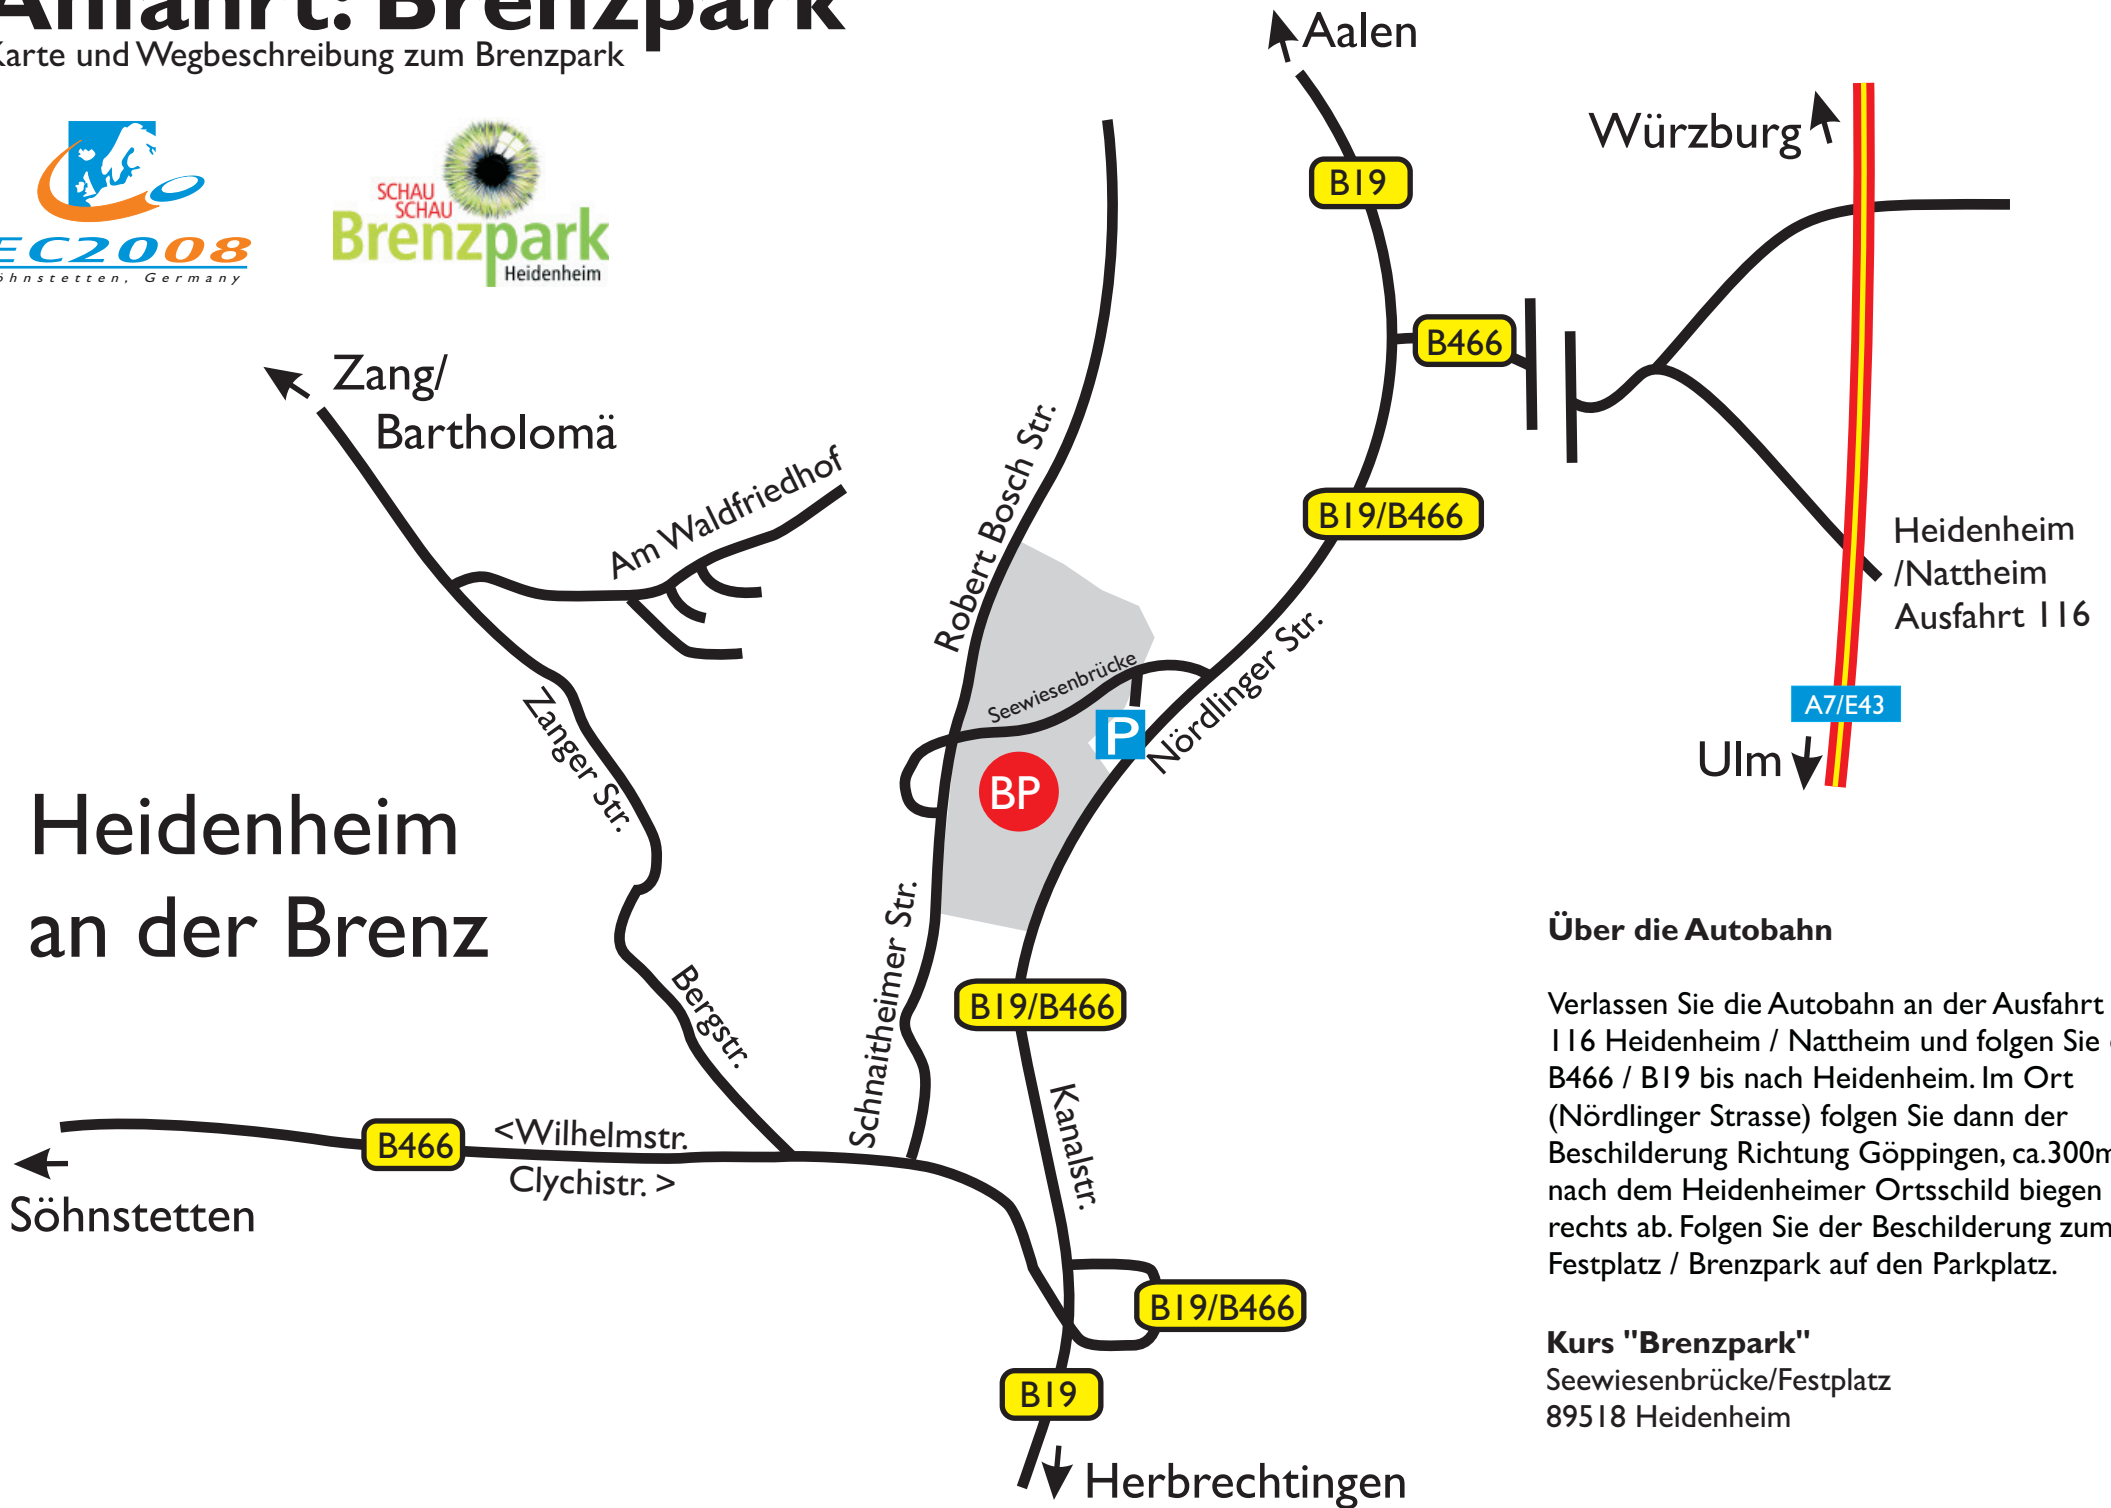 Anfahrt: Brenzpark
Karte und Wegbeschreibung zum Brenzpark
EC2008
Söhnstetten, Germany
SCHAU
SCHAU
Brenzpark
Heidenheim
Aalen
Würzburg
B19
B466
Zang/
Bartholomä
Am Waldfriedhof
Robert Bosch Str.
B19/B466
Heidenheim
/Nattheim
Ausfahrt 116
Seewiesenbrücke
Nördlinger Str.
Zanger Str.
P
A7/E43
Ulm
BP
Heidenheim
an der Brenz
Schnaitheimer Str.
Bergstr.
B19/B466
Kanalstr.
B466
<Wilhelmstr.
Clychistr. >
Söhnstetten
B19/B466
B19
Herbrechtingen
Über die Autobahn
Verlassen Sie die Autobahn an der Ausfahrt
116 Heidenheim / Nattheim und folgen Sie
B466 / B19 bis nach Heidenheim. Im Ort
(Nördlinger Strasse) folgen Sie dann der
Beschilderung Richtung Göppingen, ca.300m
nach dem Heidenheimer Ortsschild biegen
rechts ab. Folgen Sie der Beschilderung zum
Festplatz / Brenzpark auf den Parkplatz.
Kurs "Brenzpark"
Seewiesenbrücke/Festplatz
89518 Heidenheim